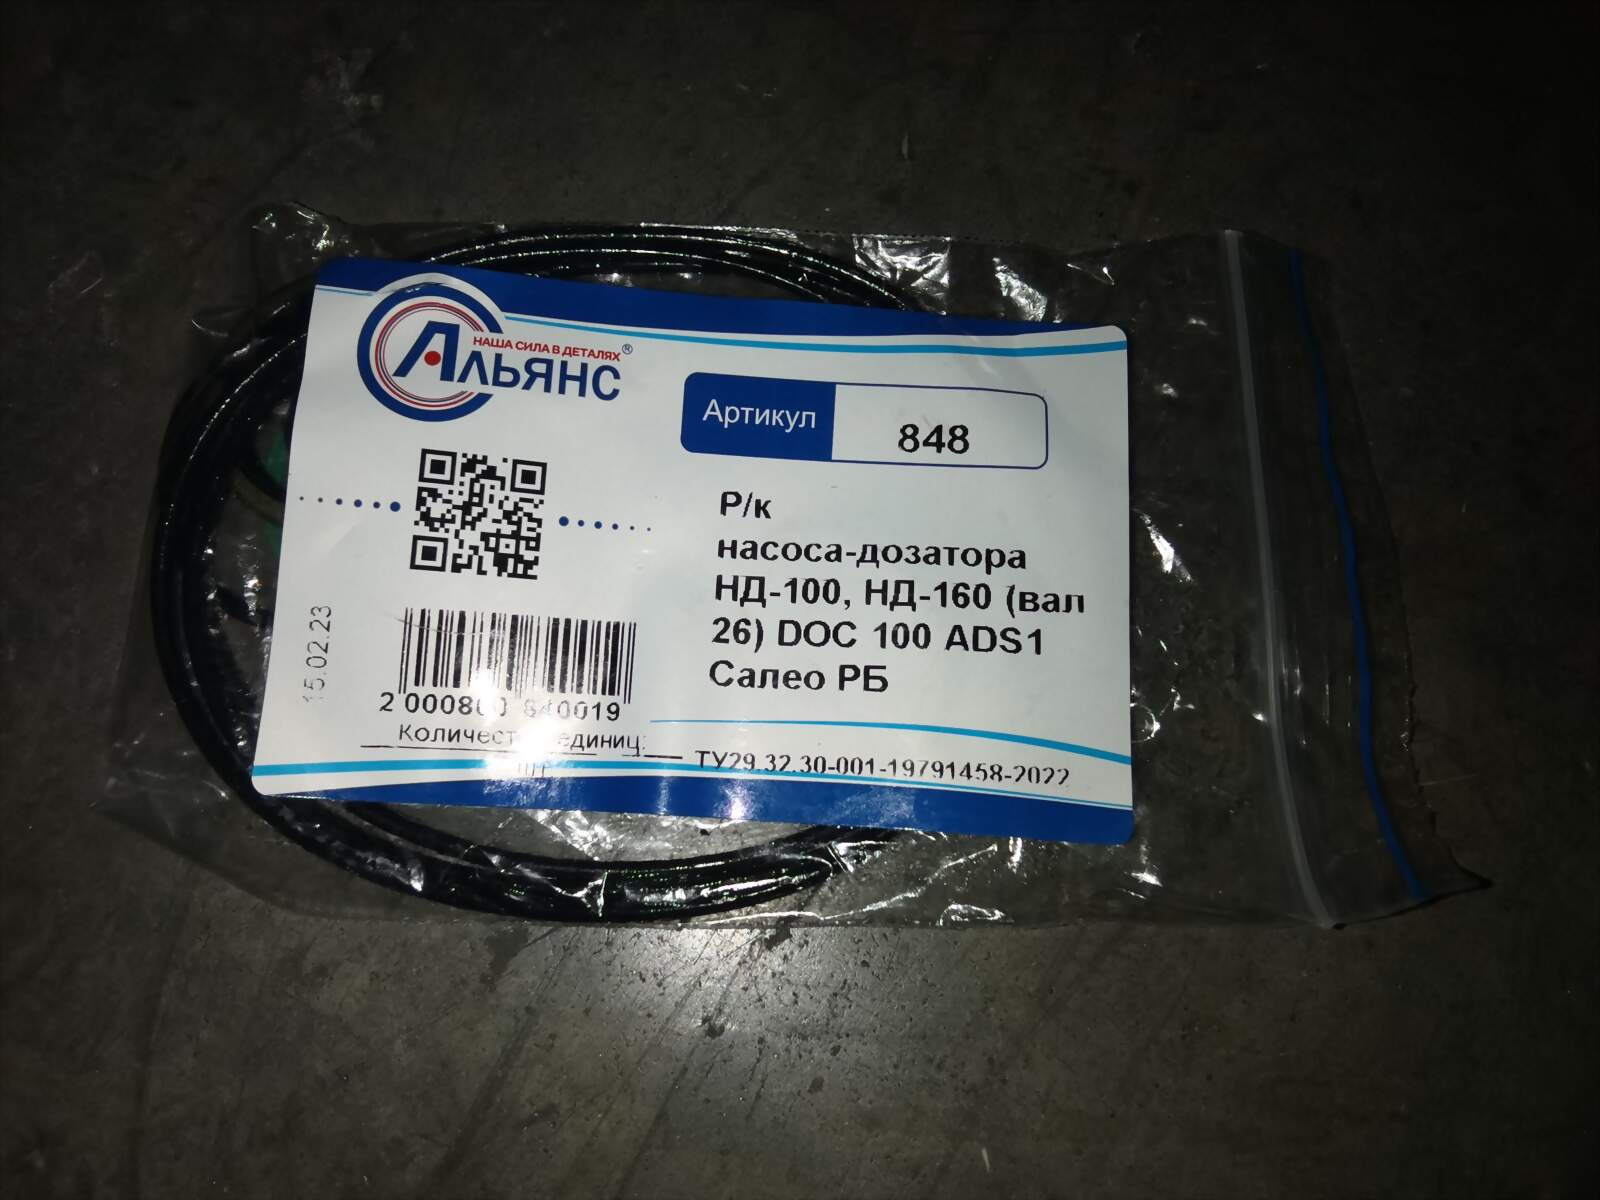 НАША СИЛА В ДЕТАЛЯХ®
АЛЬЯНС
Артикул
848
Р/к
насоса-дозатора
НД-100, НД-160 (вал
26) DOC 100 ADS1
Салео РБ
15.02.23
единиц:
ТУ29.32.30-001-19791458-2022